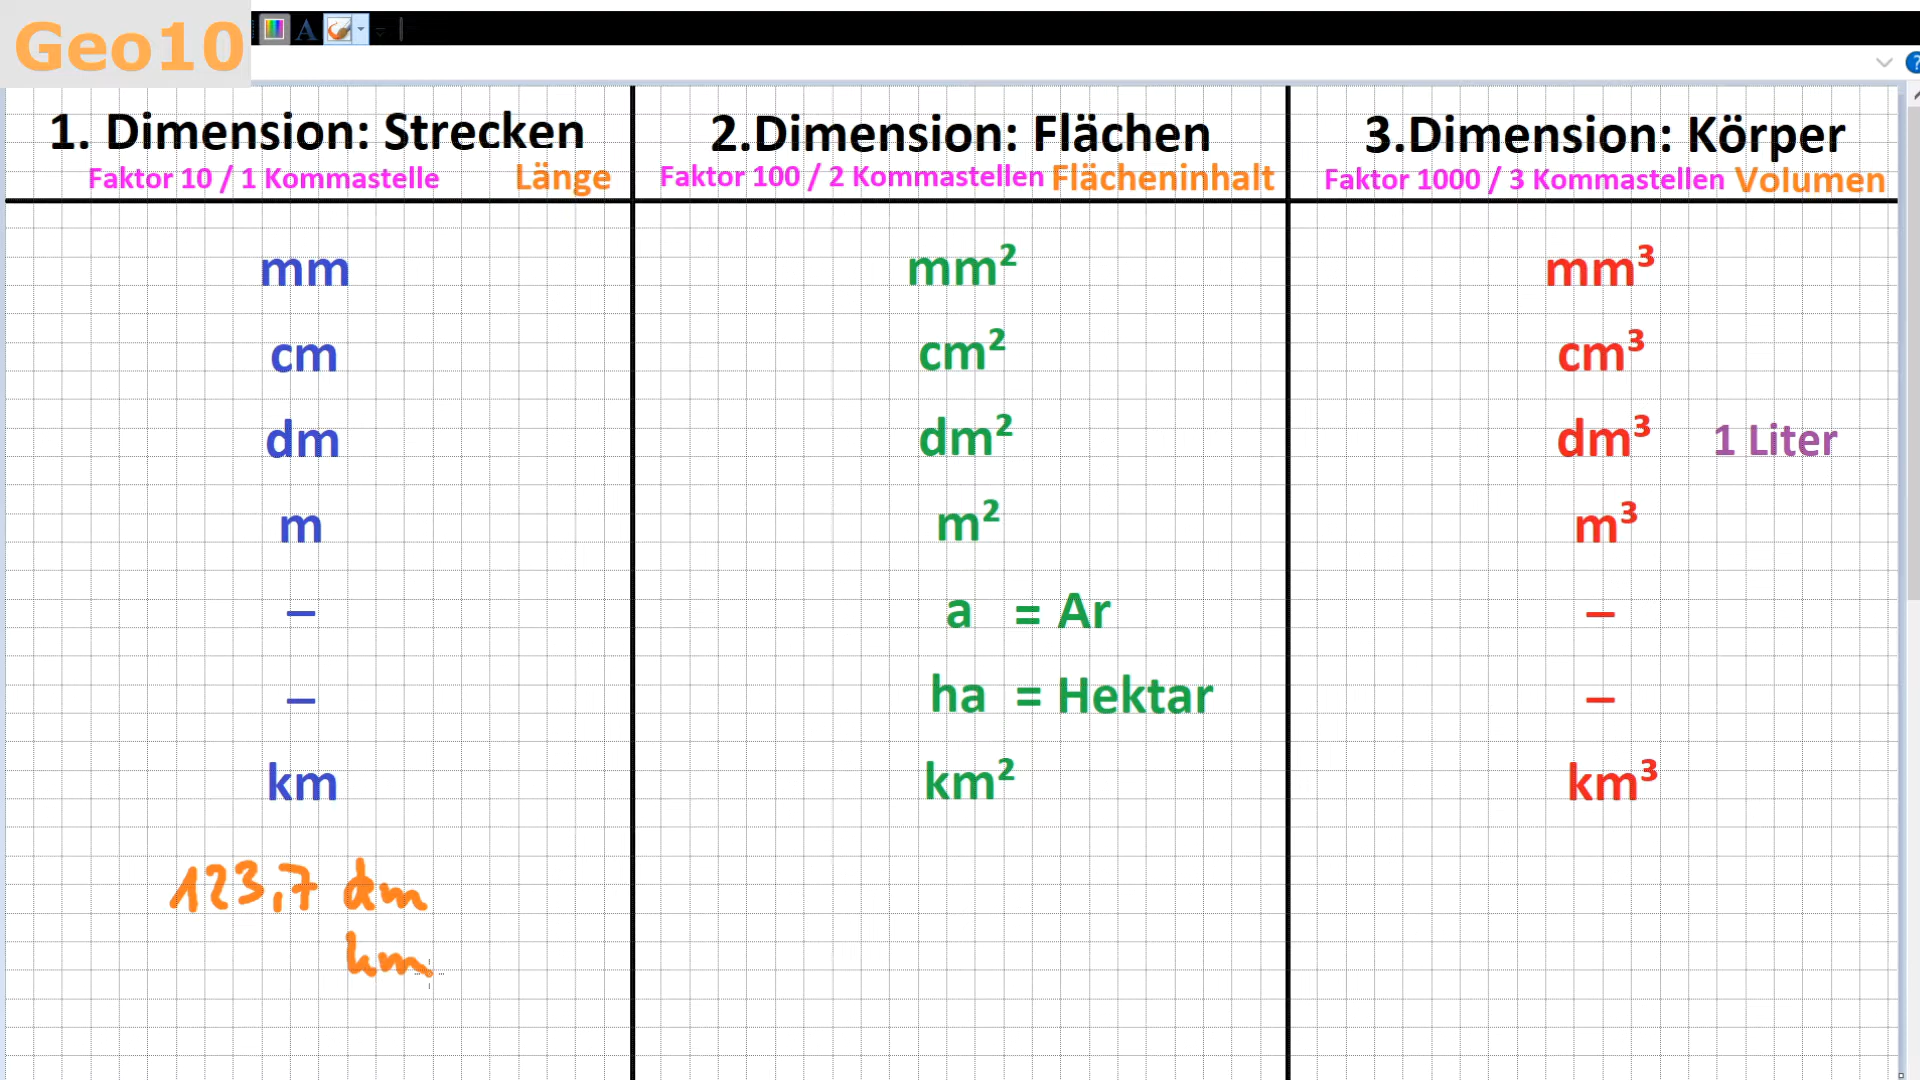 Geo10
1. Dimension: Strecken
Faktor 10 / 1 Kommastelle Länge
mm
cm
dm
m
–
–
km
123,7 dm
km
2.Dimension: Flächen
Faktor 100 / 2 Kommastellen Flächeninhalt
mm²
cm²
dm²
m²
a = Ar
ha = Hektar
km²
3.Dimension: Körper
Faktor 1000 / 3 Kommastellen Volumen
mm³
cm³
dm³ 1 Liter
m³
–
–
km³